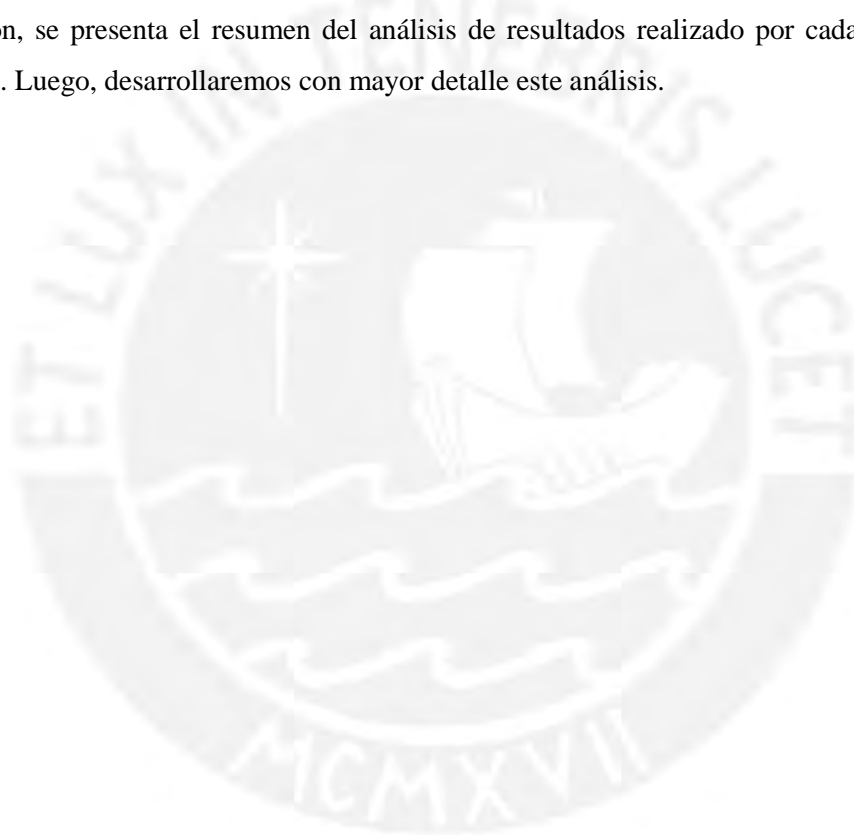 ón, se presenta el resumen del análisis de resultados realizado por cada
. Luego, desarrollaremos con mayor detalle este análisis.
ET LUX IN TENEBRIS LUCET
MCMXVII